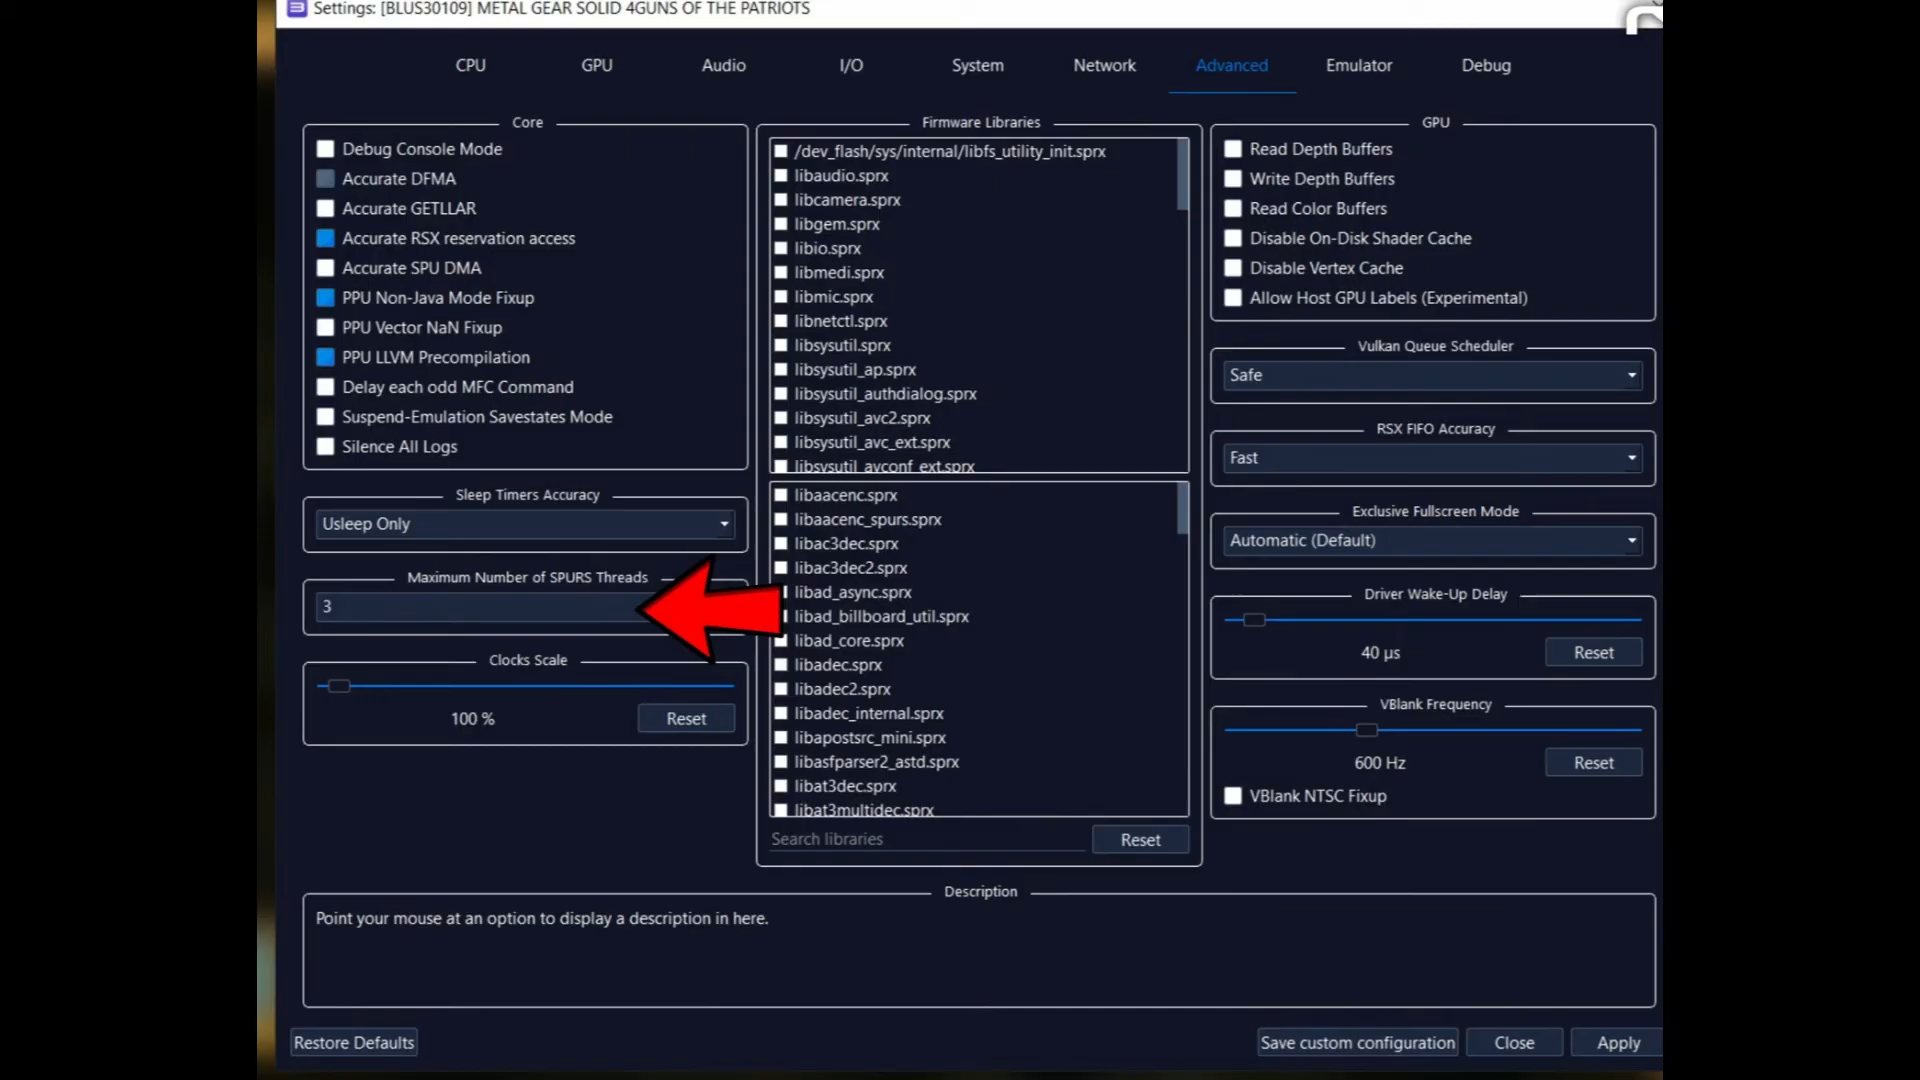 Settings: [BLUS30109] METAL GEAR SOLID 4GUNS OF THE PATRIOTS
CPU GPU Audio I/O System Network Advanced Emulator Debug
Core
Debug Console Mode
Accurate DFMA
Accurate GETLLAR
Accurate RSX reservation access
Accurate SPU DMA
PPU Non-Java Mode Fixup
PPU Vector NaN Fixup
PPU LLVM Precompilation
Delay each odd MFC Command
Suspend-Emulation Savestates Mode
Silence All Logs
Sleep Timers Accuracy
Usleep Only
Maximum Number of SPURS Threads
3
Clocks Scale
100 %
Reset
Firmware Libraries
/dev_flash/sys/internal/libfs_utility_init.sprx
libaudio.sprx
libcamera.sprx
libgem.sprx
libio.sprx
libmedi.sprx
libmic.sprx
libnetctl.sprx
libsysutil.sprx
libsysutil_ap.sprx
libsysutil_authdialog.sprx
libsysutil_avc2.sprx
libsysutil_avc_ext.sprx
libsysutil_avconf_ext.sprx
libaacenc.sprx
libaacenc_spurs.sprx
libac3dec.sprx
libac3dec2.sprx
libad_async.sprx
libad_billboard_util.sprx
libad_core.sprx
libadec.sprx
libadec2.sprx
libadec_internal.sprx
libapostsrc_mini.sprx
libasfparser2_astd.sprx
libat3dec.sprx
libat3multidec.sprx
Search libraries
Reset
GPU
Read Depth Buffers
Write Depth Buffers
Read Color Buffers
Disable On-Disk Shader Cache
Disable Vertex Cache
Allow Host GPU Labels (Experimental)
Vulkan Queue Scheduler
Safe
RSX FIFO Accuracy
Fast
Exclusive Fullscreen Mode
Automatic (Default)
Driver Wake-Up Delay
40 µs
Reset
VBlank Frequency
600 Hz
Reset
VBlank NTSC Fixup
Description
Point your mouse at an option to display a description in here.
Restore Defaults
Save custom configuration
Close
Apply